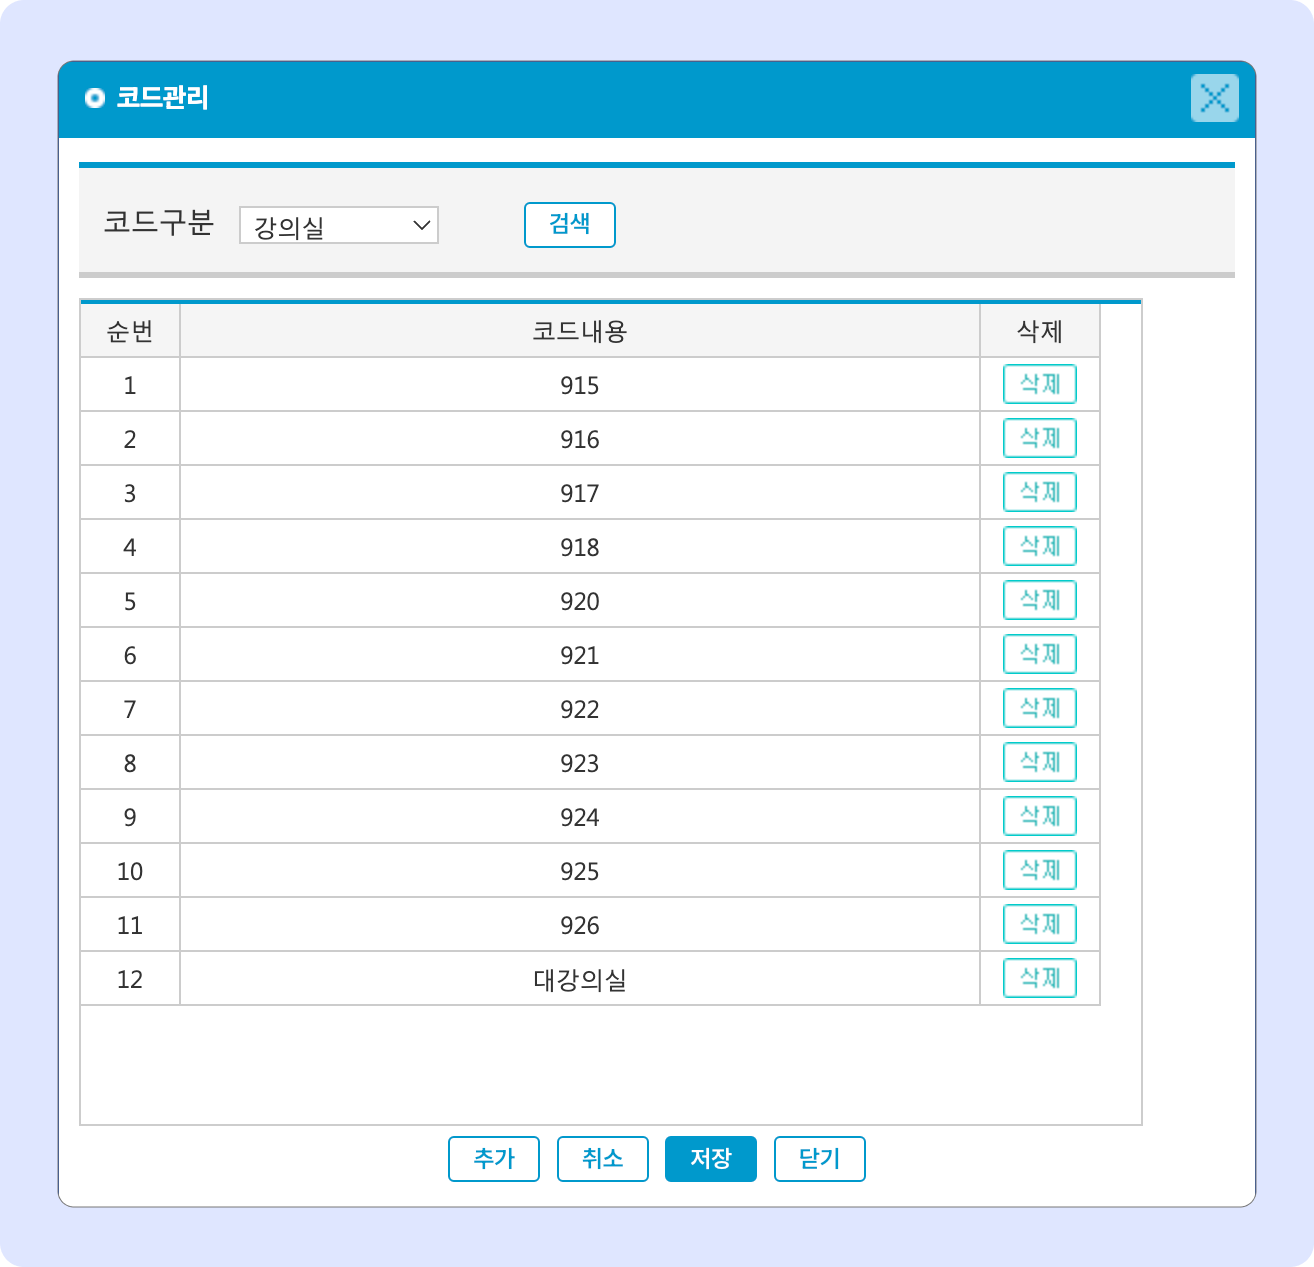 코드관리
코드구분 강의실 검색
순번 코드내용 삭제
1 915 삭제
2 916 삭제
3 917 삭제
4 918 삭제
5 920 삭제
6 921 삭제
7 922 삭제
8 923 삭제
9 924 삭제
10 925 삭제
11 926 삭제
12 대강의실 삭제
추가 취소 저장 닫기